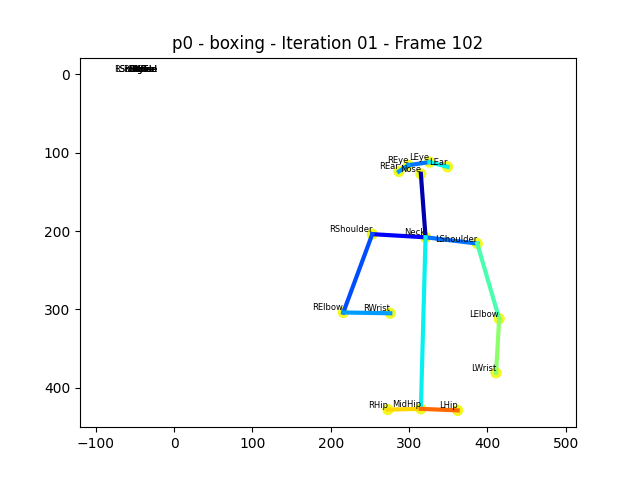 p0 - boxing - Iteration 01 - Frame 102
0
100
200
300
400
REye LEye
REar Nose LEar
RShoulder Neck LShoulder
RElbow RWrist LElbow
LWrist
RHip MidHip LHip
−100 0 100 200 300 400 500